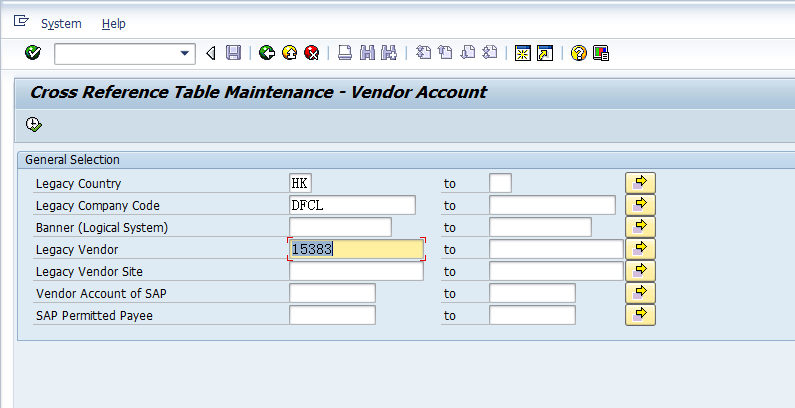 System Help
Cross Reference Table Maintenance - Vendor Account
General Selection
Legacy Country HK to
Legacy Company Code DFCL to
Banner (Logical System) to
Legacy Vendor 15383 to
Legacy Vendor Site to
Vendor Account of SAP to
SAP Permitted Payee to